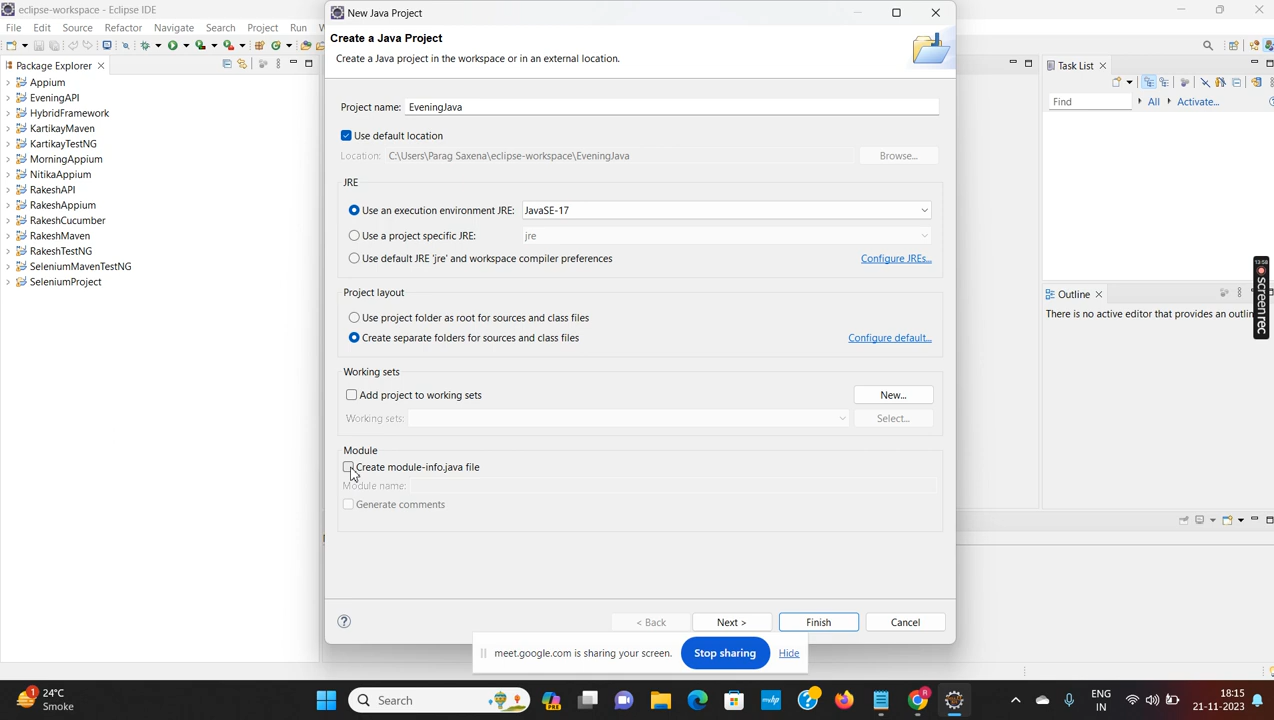 eclipse-workspace - Eclipse IDE
File Edit Source Refactor Navigate Search Project Run
New Java Project
Create a Java Project
Create a Java project in the workspace or in an external location.
Package Explorer
Appium
EveningAPI
HybridFramework
KartikayMaven
KartikayTestNG
MorningAppium
NitikaAppium
RakeshAPI
RakeshAppium
RakeshCucumber
RakeshMaven
RakeshTestNG
SeleniumMavenTestNG
SeleniumProject
Project name: EveningJava
Use default location
Location: C:\Users\Parag Saxena\eclipse-workspace\EveningJava Browse...
JRE
Use an execution environment JRE: JavaSE-17
Use a project specific JRE: jre
Use default JRE 'jre' and workspace compiler preferences Configure JREs...
Project layout
Use project folder as root for sources and class files
Create separate folders for sources and class files Configure default...
Working sets
Add project to working sets New...
Working sets: Select...
Module
Create module-info.java file
Module name:
Generate comments
< Back Next > Finish Cancel
meet.google.com is sharing your screen. Stop sharing Hide
Task List
Find All Activate...
13:58
screenrec
Outline
There is no active editor that provides an outlin
24°C
Smoke
Search
ENG
IN
18:15
21-11-2023